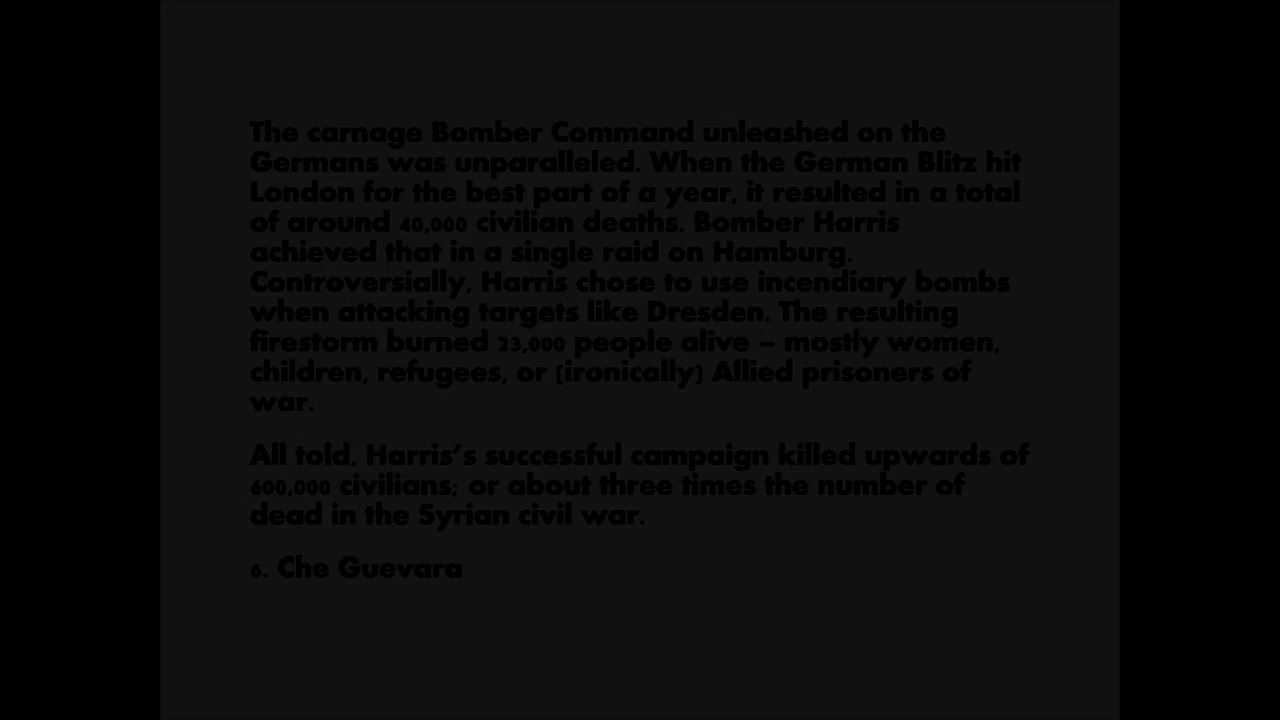 The carnage Bomber Command unleashed on the
Germans was unparalleled. When the German Blitz hit
London for the best part of a year, it resulted in a total
of around 40,000 civilian deaths. Bomber Harris
achieved that in a single raid on Hamburg.
Controversially, Harris chose to use incendiary bombs
when attacking targets like Dresden. The resulting
firestorm burned 23,000 people alive – mostly women,
children, refugees, or (ironically) Allied prisoners of
war.
All told, Harris’s successful campaign killed upwards of
600,000 civilians; or about three times the number of
dead in the Syrian civil war.
6. Che Guevara